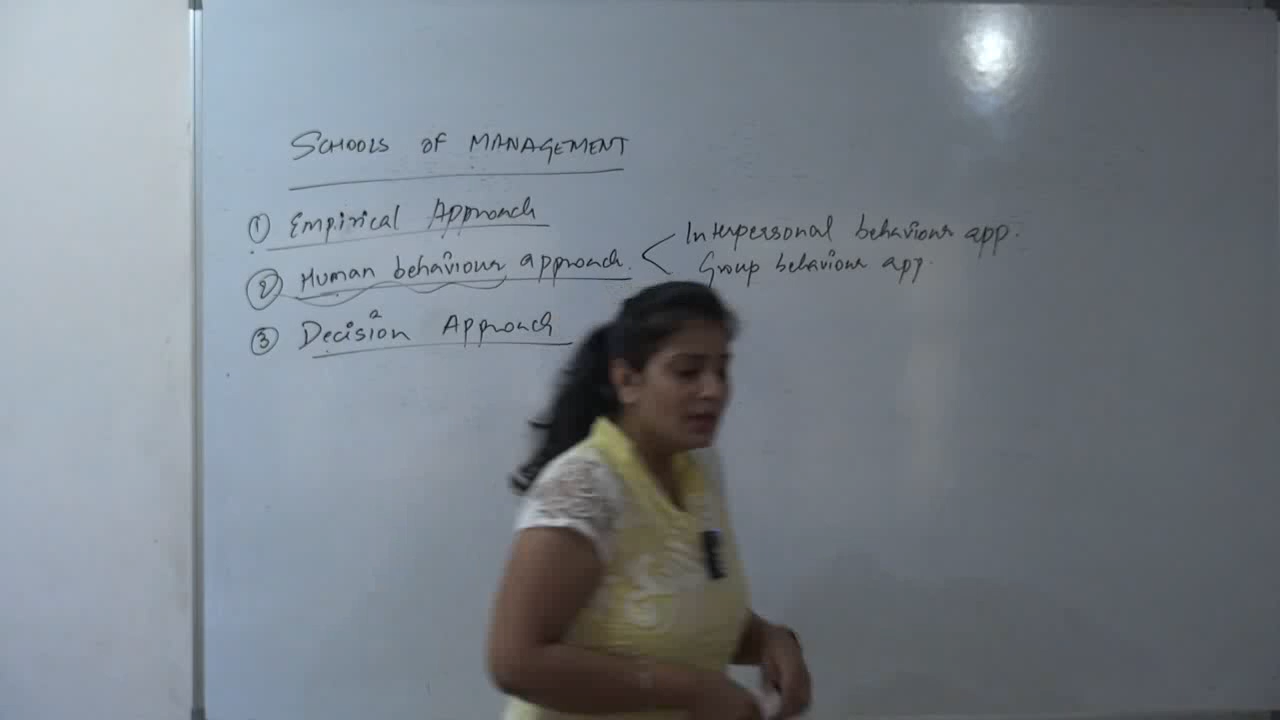 SCHOOLS OF MANAGEMENT
① Empirical Approach
② Human behaviour approach. < Interpersonal behaviour app.
Group behaviour app.
③ Decision Approach